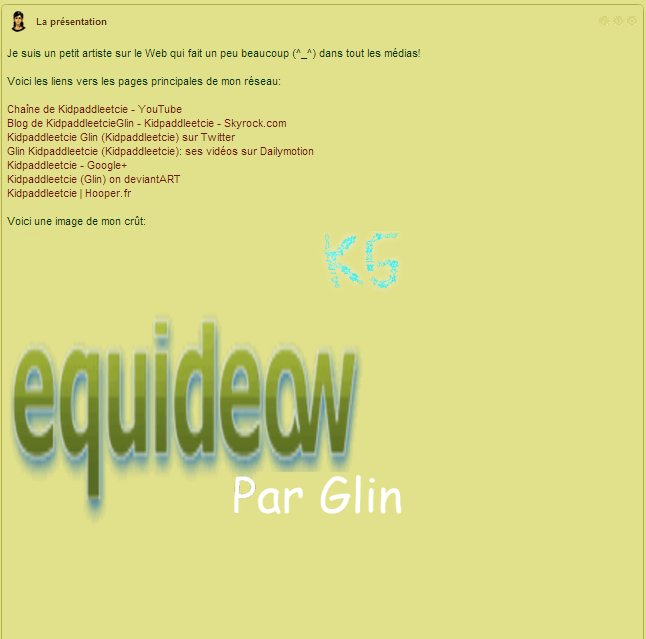 La présentation
Je suis un petit artiste sur le Web qui fait un peu beaucoup (^_^) dans tout les médias!
Voici les liens vers les pages principales de mon réseau:
Chaîne de Kidpaddleetcie - YouTube
Blog de KidpaddleetcieGlin - Kidpaddleetcie - Skyrock.com
Kidpaddleetcie Glin (Kidpaddleetcie) sur Twitter
Glin Kidpaddleetcie (Kidpaddleetcie): ses vidéos sur Dailymotion
Kidpaddleetcie - Google+
Kidpaddleetcie (Glin) on deviantART
Kidpaddleetcie | Hooper.fr
Voici une image de mon crût:
KG
equideow
Par Glin